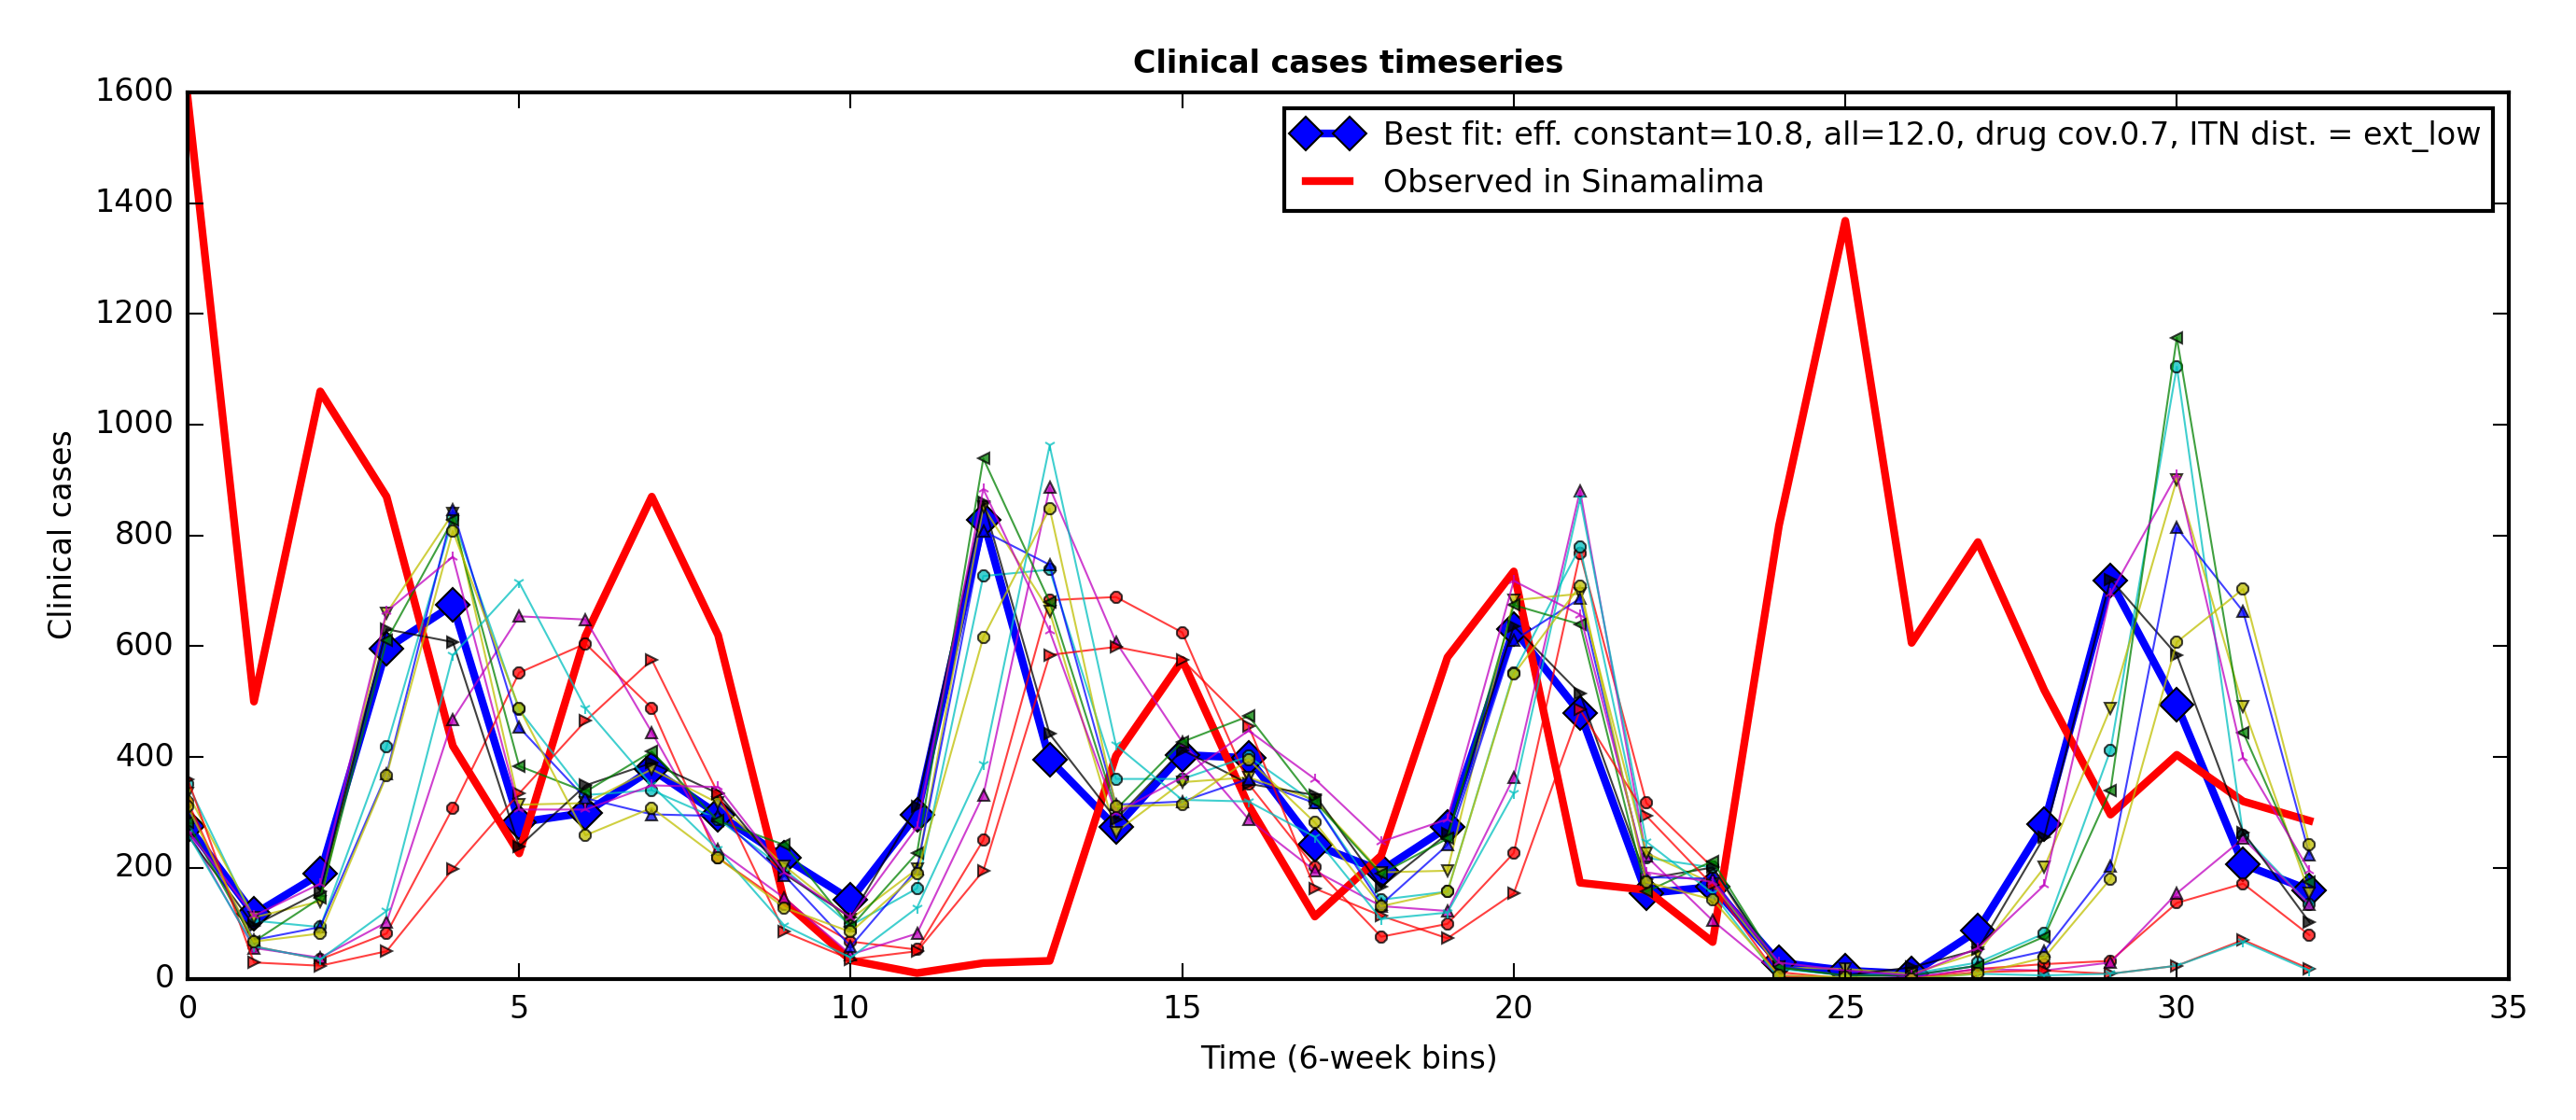 Clinical cases timeseries
1600
1400
1200
1000
800
600
400
200
0
Clinical cases
Best fit: eff. constant=10.8, all=12.0, drug cov.0.7, ITN dist. = ext_low
Observed in Sinamalima
0 5 10 15 20 25 30 35
Time (6-week bins)